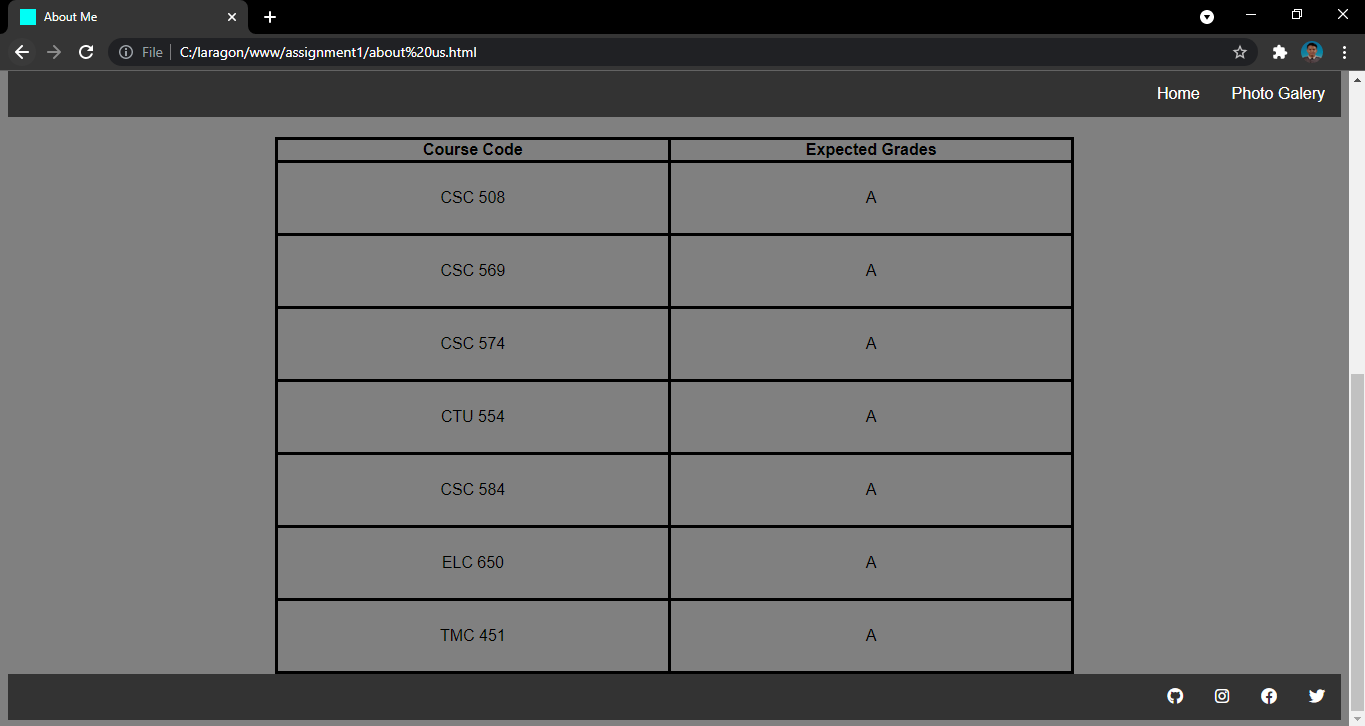 About Me
File C:/laragon/www/assignment1/about%20us.html
Home Photo Galery
Course Code Expected Grades
CSC 508 A
CSC 569 A
CSC 574 A
CTU 554 A
CSC 584 A
ELC 650 A
TMC 451 A